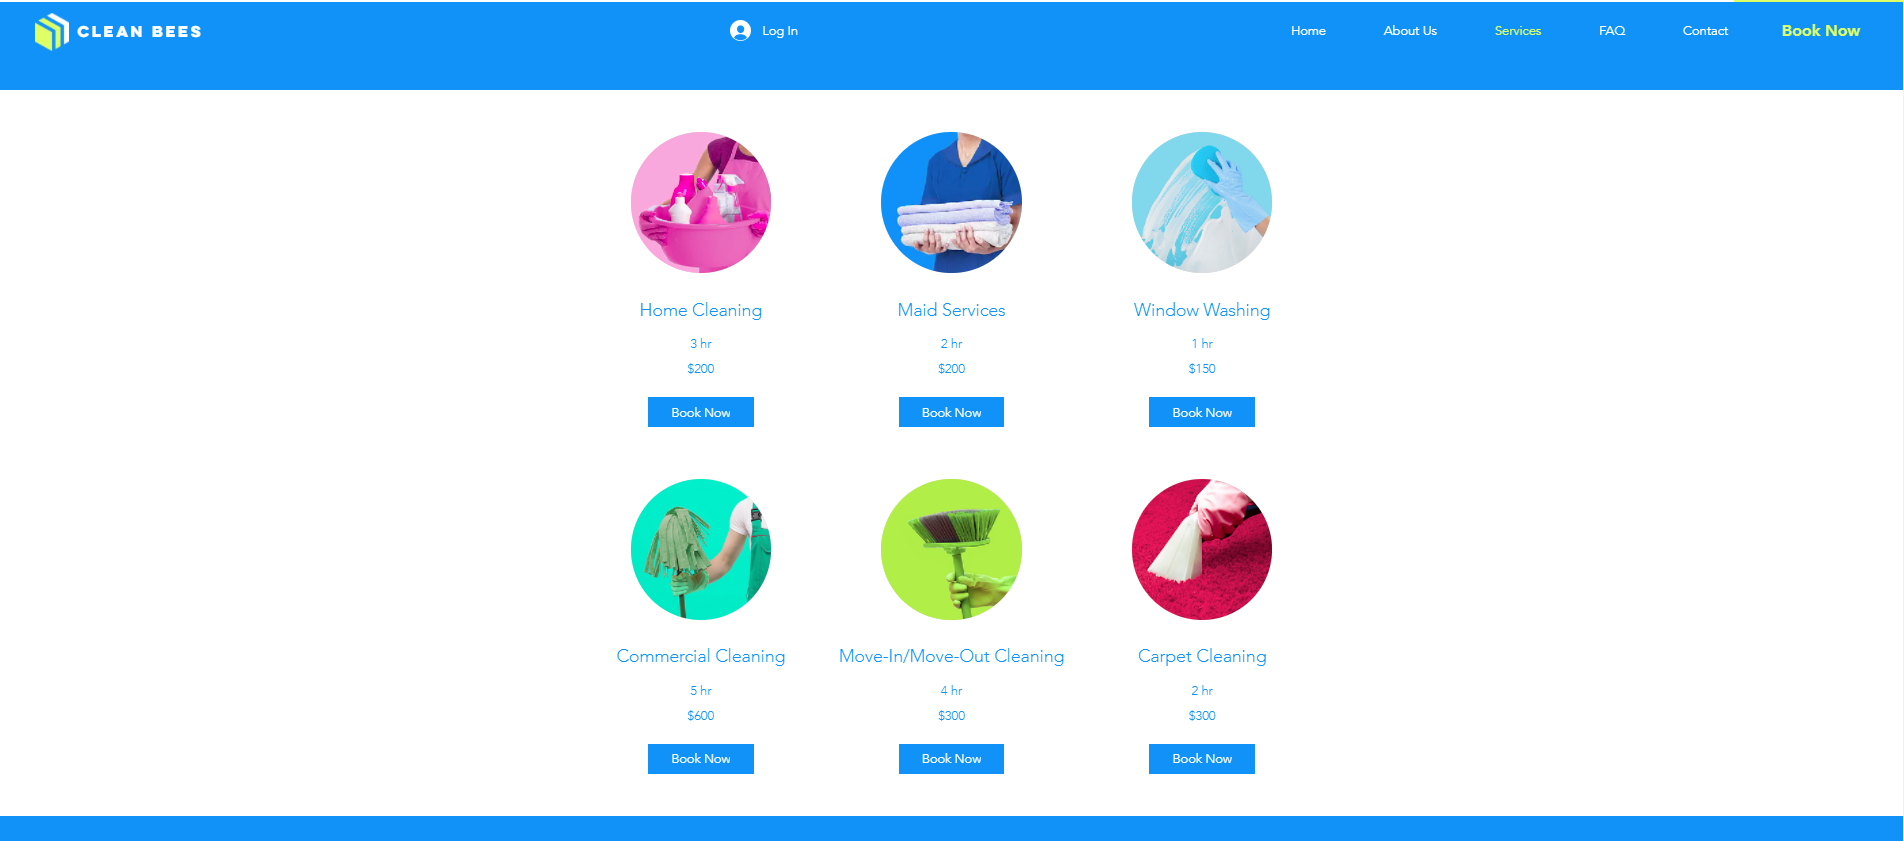 CLEAN BEES
Log In
Home
About Us
Services
FAQ
Contact
Book Now
Home Cleaning
3 hr
$200
Book Now
Maid Services
2 hr
$200
Book Now
Window Washing
1 hr
$150
Book Now
Commercial Cleaning
5 hr
$600
Book Now
Move-In/Move-Out Cleaning
4 hr
$300
Book Now
Carpet Cleaning
2 hr
$300
Book Now